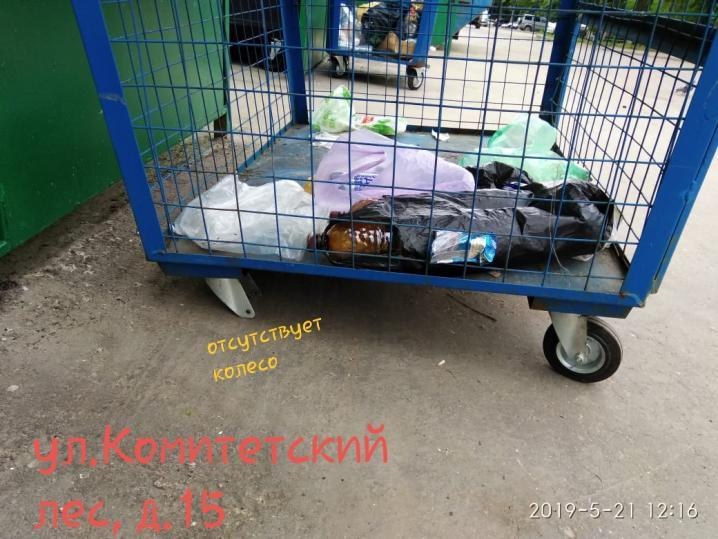 отсутствует
колесо
ул.Комитетский
лес, д.15
2019-5-21 12:16